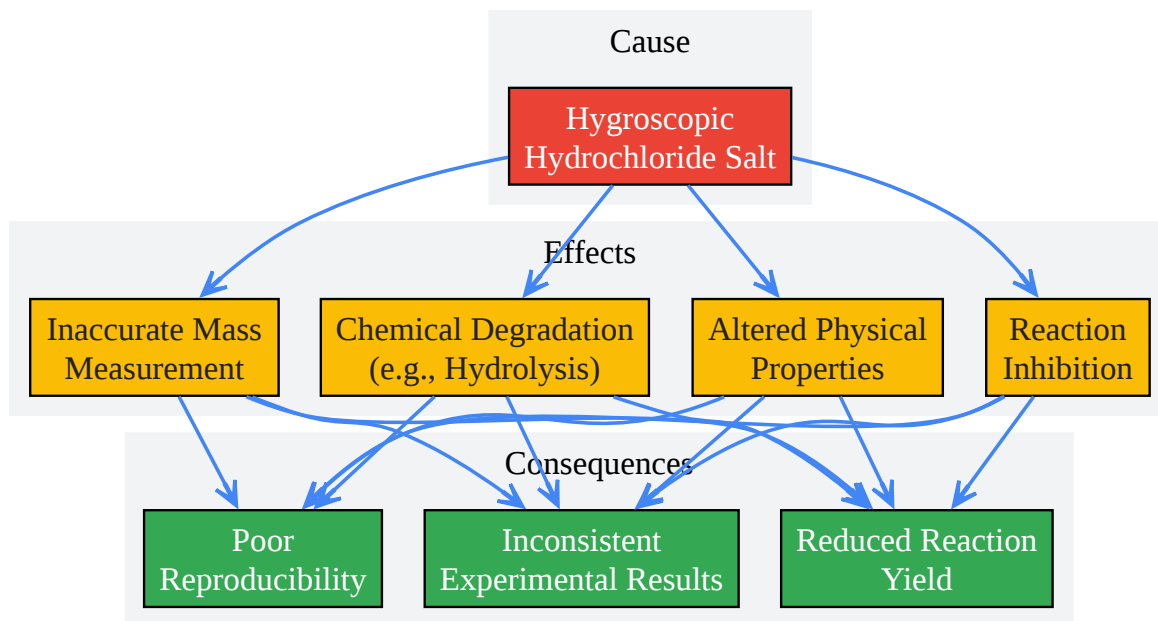 Cause
Hygroscopic
Hydrochloride Salt
Effects
Inaccurate Mass
Measurement
Chemical Degradation
(e.g., Hydrolysis)
Altered Physical
Properties
Reaction
Inhibition
Consequences
Poor
Reproducibility
Inconsistent
Experimental Results
Reduced Reaction
Yield